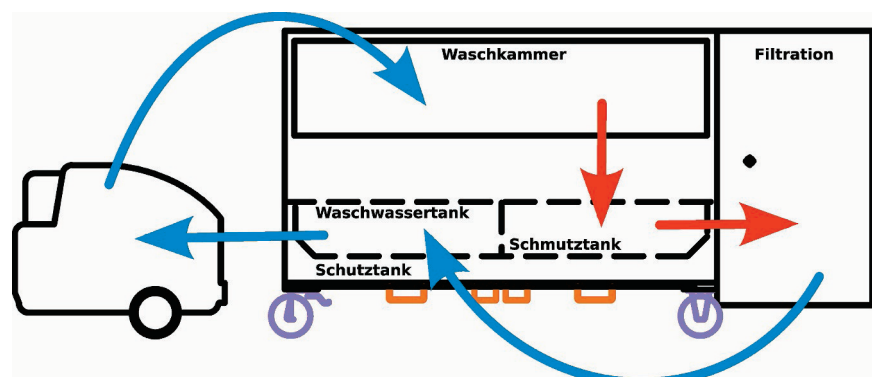 Waschkammer
Filtration
Waschwassertank
Schmutztank
Schutztank